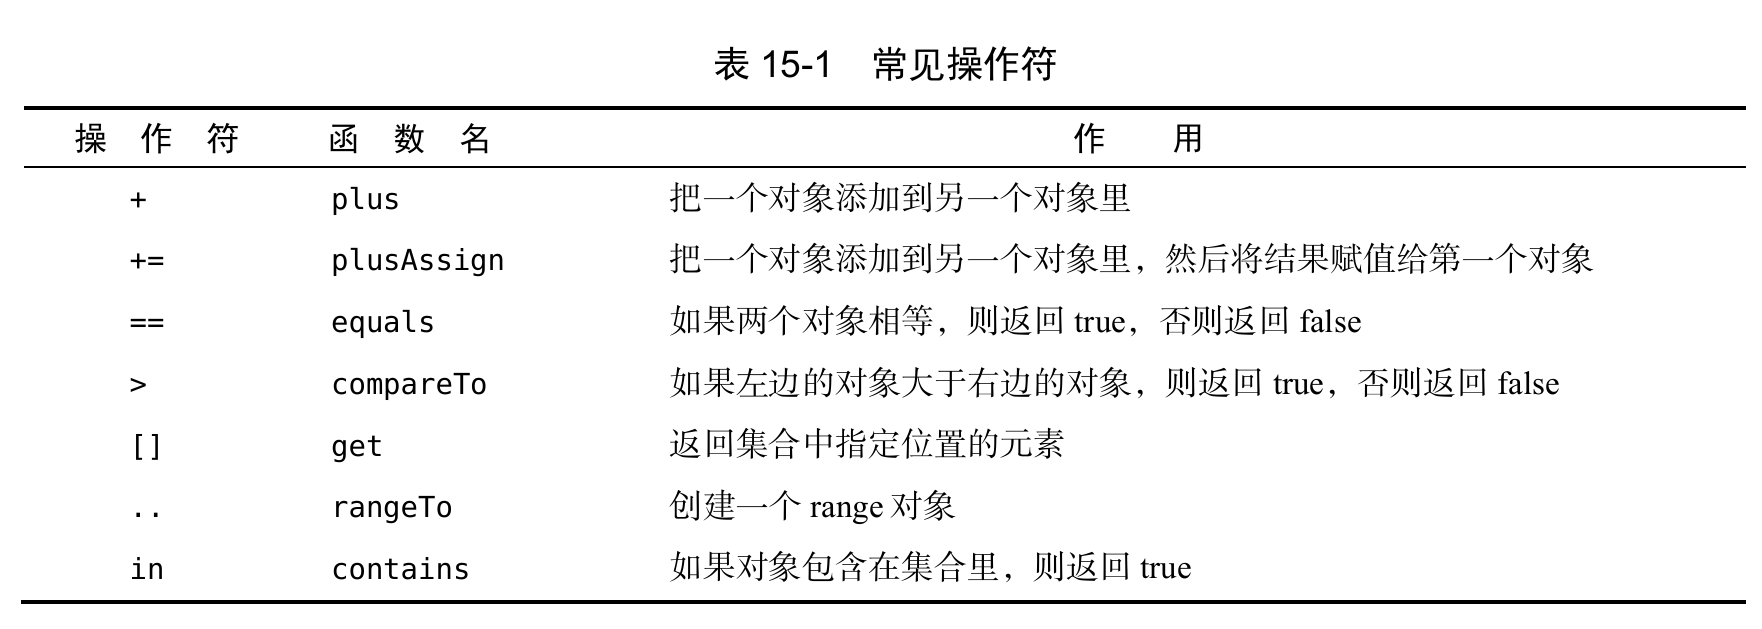 表 15-1 常见操作符
操 作 符 函 数 名 作 用
+ plus 把一个对象添加到另一个对象里
+= plusAssign 把一个对象添加到另一个对象里，然后将结果赋值给第一个对象
== equals 如果两个对象相等，则返回 true，否则返回 false
> compareTo 如果左边的对象大于右边的对象，则返回 true，否则返回 false
[] get 返回集合中指定位置的元素
.. rangeTo 创建一个 range 对象
in contains 如果对象包含在集合里，则返回 true